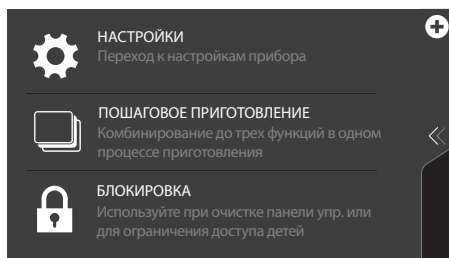 НАСТРОЙКИ
Переход к настройкам прибора
ПОШАГОВОЕ ПРИГОТОВЛЕНИЕ
Комбинирование до трех функций в одном
процессе приготовления
БЛОКИРОВКА
Используйте при очистке панели упр. или
для ограничения доступа детей